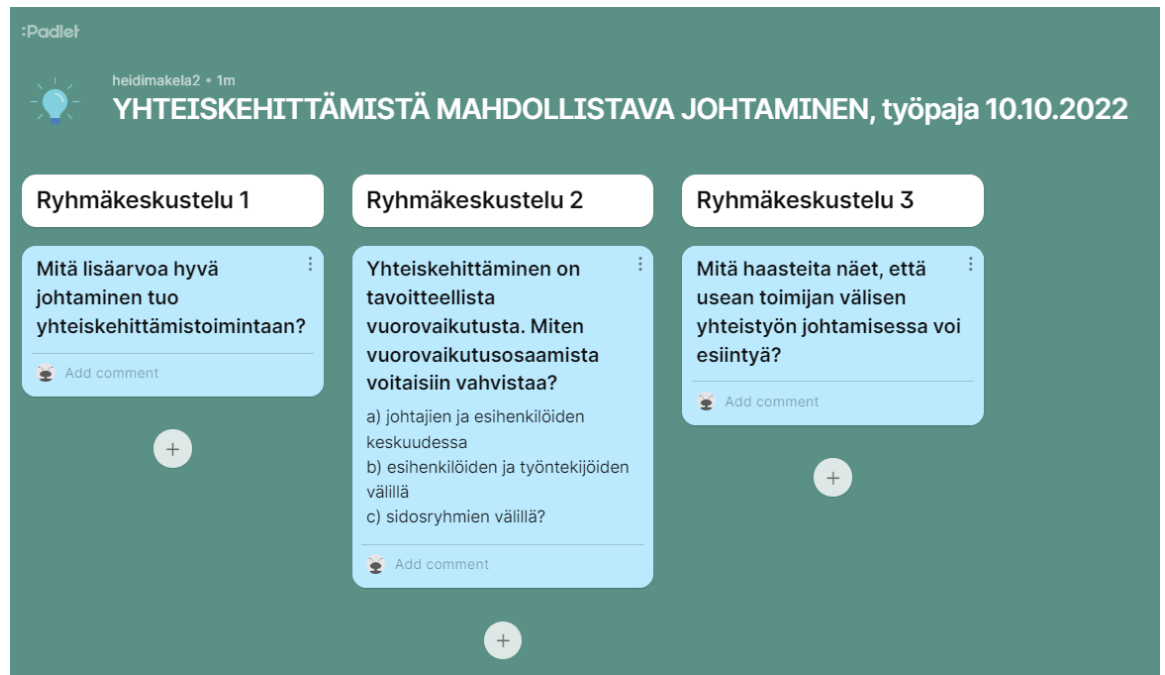 :Padlet
heidimakela2 • 1m
YHTEISKEHITTÄMISTÄ MAHDOLLISTAVA JOHTAMINEN, työpaja 10.10.2022
Ryhmäkeskustelu 1
Mitä lisäarvoa hyvä
johtaminen tuo
yhteiskehittämistoimintaan?
Add comment
Ryhmäkeskustelu 2
Yhteiskehittäminen on
tavoitteellista
vuorovaikutusta. Miten
vuorovaikutusosaamista
voitaisiin vahvistaa?
a) johtajien ja esihenkilöiden
keskuudessa
b) esihenkilöiden ja työntekijöiden
välillä
c) sidosryhmien välillä?
Add comment
Ryhmäkeskustelu 3
Mitä haasteita näet, että
usean toimijan välisen
yhteistyön johtamisessa voi
esiintyä?
Add comment